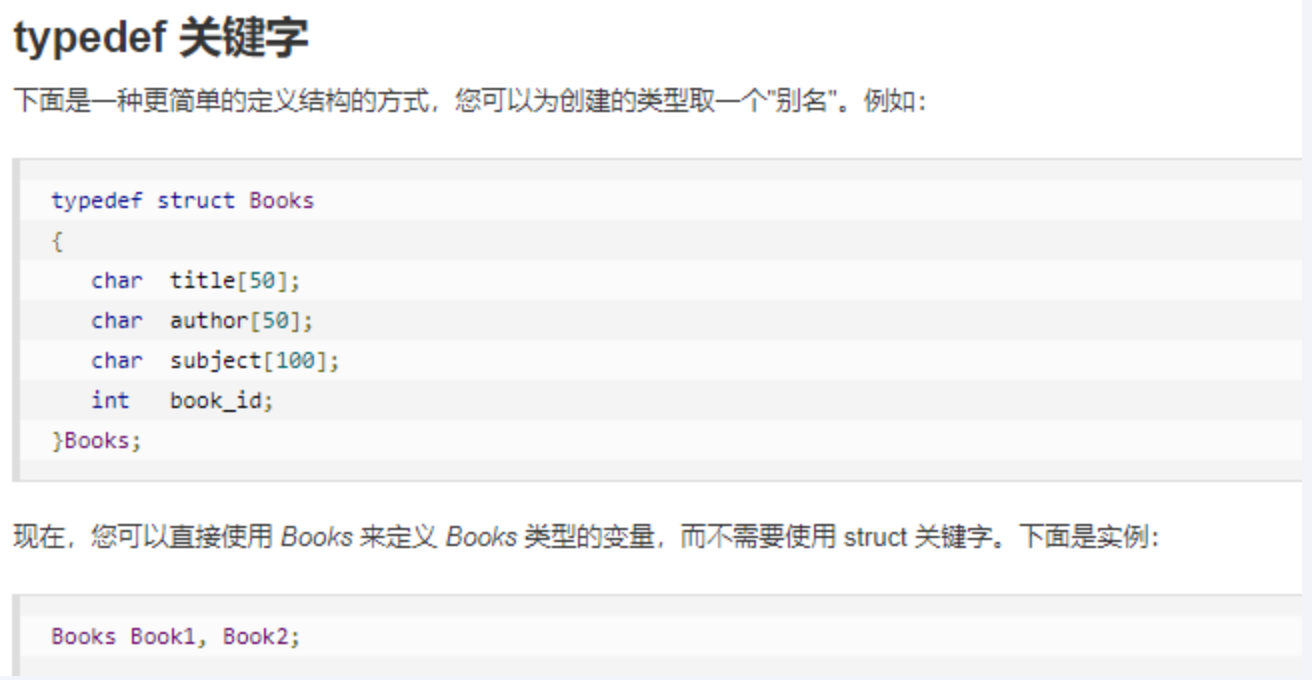 typedef 关键字
下面是一种更简单的定义结构的方式，您可以为创建的类型取一个"别名"。例如：
typedef struct Books
{
   char  title[50];
   char  author[50];
   char  subject[100];
   int   book_id;
}Books;
现在，您可以直接使用 Books 来定义 Books 类型的变量，而不需要使用 struct 关键字。下面是实例：
Books Book1, Book2;